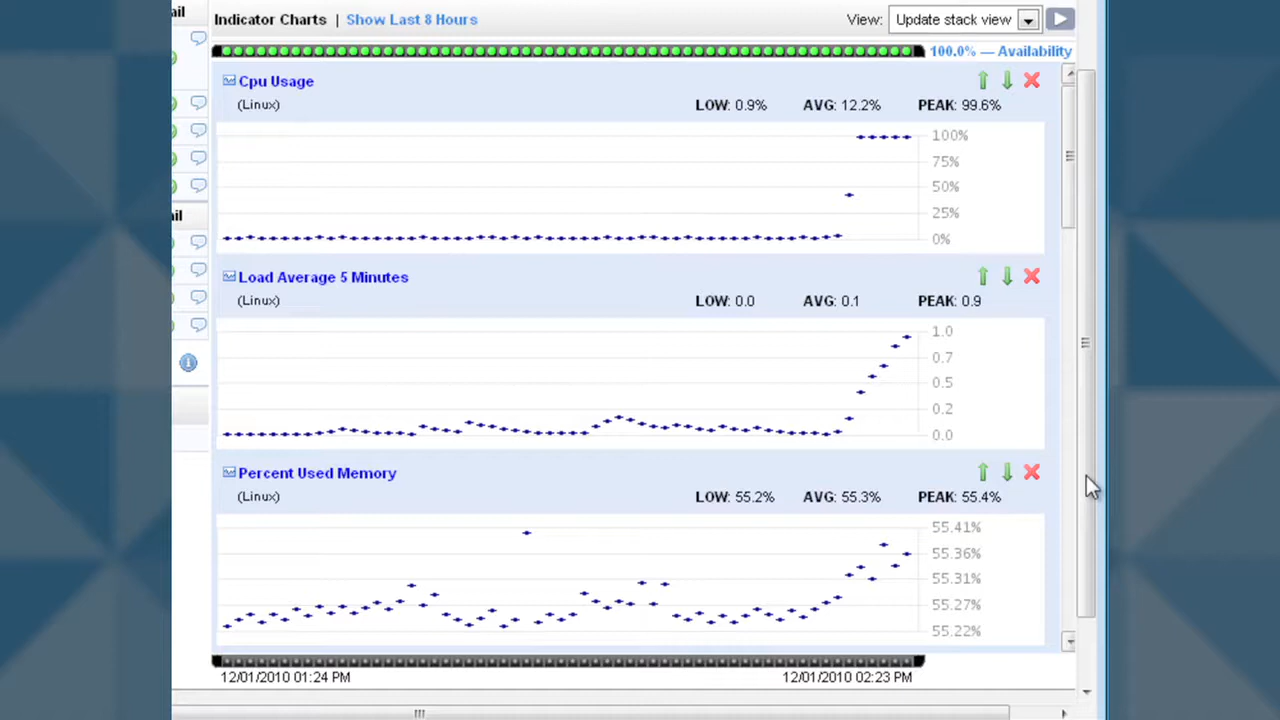 ail
Indicator Charts | Show Last 8 Hours
View: Update stack view
100.0% — Availability
Cpu Usage
(Linux)
LOW: 0.9% AVG: 12.2% PEAK: 99.6%
100%
75%
50%
25%
0%
ail
Load Average 5 Minutes
(Linux)
LOW: 0.0 AVG: 0.1 PEAK: 0.9
1.0
0.7
0.5
0.2
0.0
Percent Used Memory
(Linux)
LOW: 55.2% AVG: 55.3% PEAK: 55.4%
55.41%
55.36%
55.31%
55.27%
55.22%
12/01/2010 01:24 PM 12/01/2010 02:23 PM